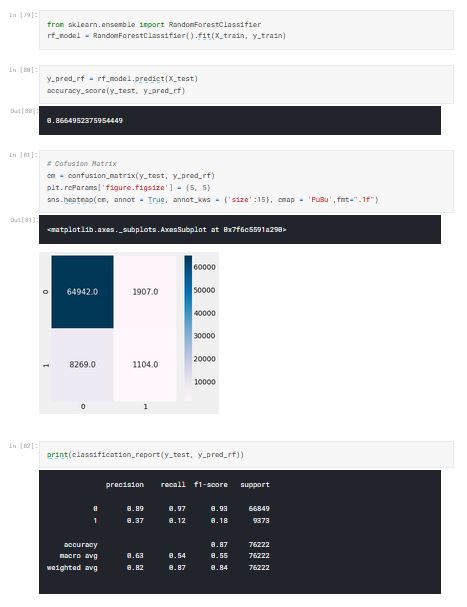 In [79]:
from sklearn.ensemble import RandomForestClassifier
rf_model = RandomForestClassifier().fit(X_train, y_train)
In [80]:
y_pred_rf = rf_model.predict(X_test)
accuracy_score(y_test, y_pred_rf)
Out[80]:
0.8664952375954449
In [81]:
# Cofusion Matrix
cm = confusion_matrix(y_test, y_pred_rf)
plt.rcParams['figure.figsize'] = (5, 5)
sns.heatmap(cm, annot = True, annot_kws = {'size':15}, cmap = 'PuBu',fmt=".1f")
Out[81]:
<matplotlib.axes._subplots.AxesSubplot at 0x7f6c5591a290>
60000
0 64942.0 1907.0
50000
40000
30000
20000
1 8269.0 1104.0
10000
0 1
In [82]:
print(classification_report(y_test, y_pred_rf))
precision recall f1-score support
0 0.89 0.97 0.93 66849
1 0.37 0.12 0.18 9373
accuracy 0.87 76222
macro avg 0.63 0.54 0.55 76222
weighted avg 0.82 0.87 0.84 76222